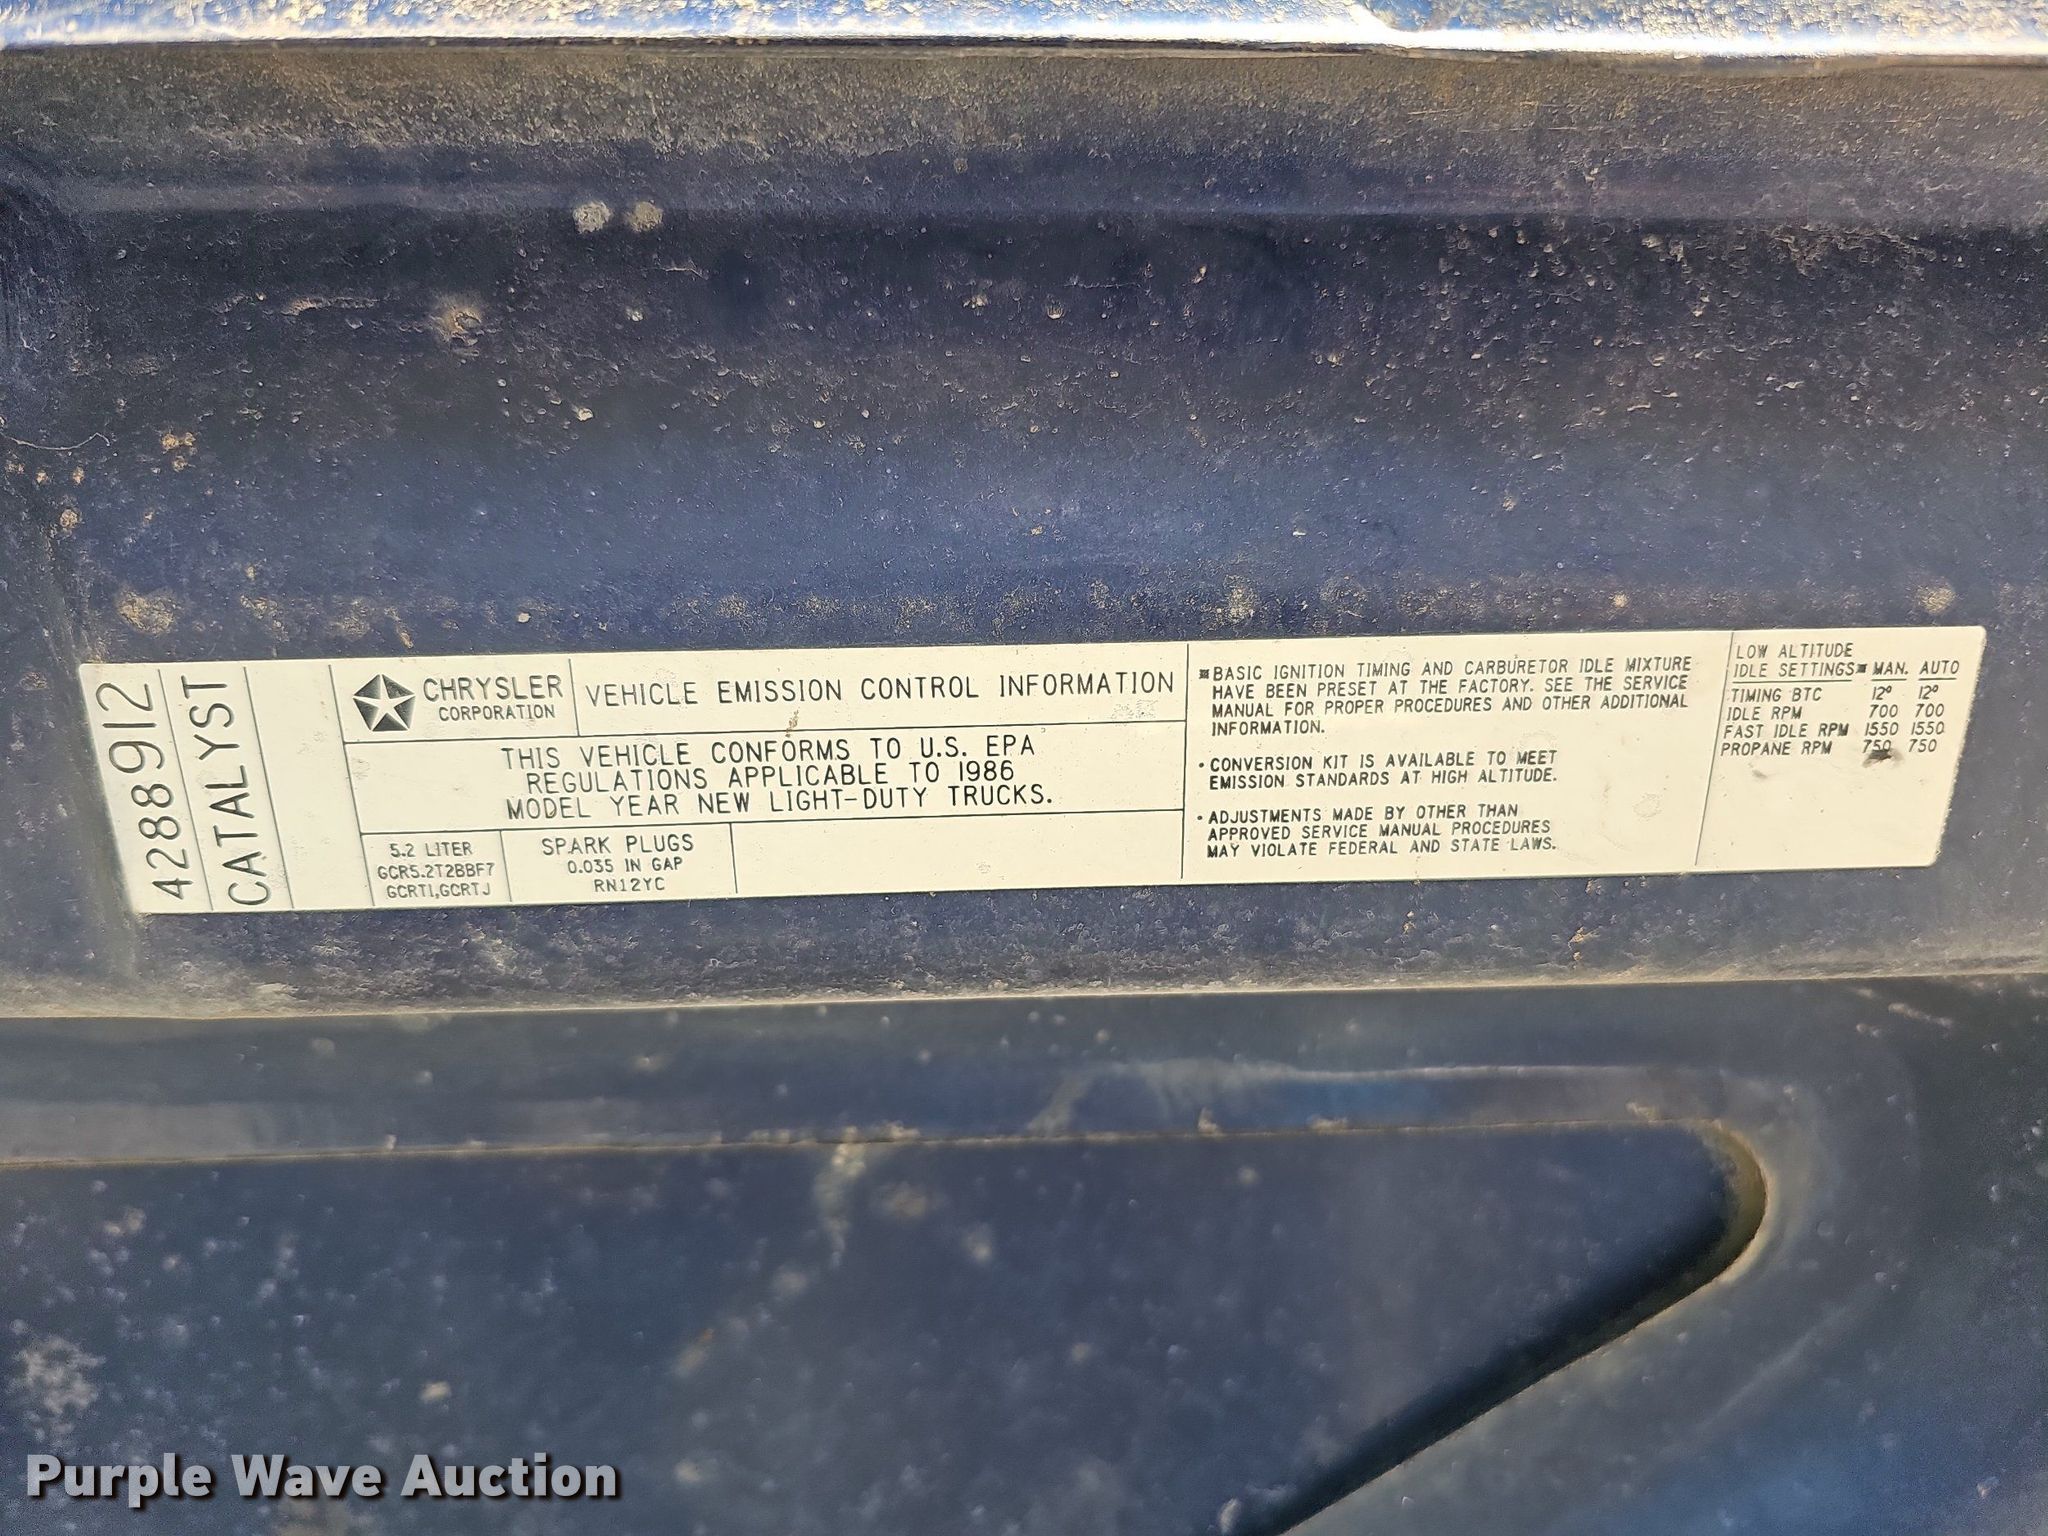 4288912
CATALYST
CHRYSLER
CORPORATION
VEHICLE EMISSION CONTROL INFORMATION
THIS VEHICLE CONFORMS TO U.S. EPA
REGULATIONS APPLICABLE TO 1986
MODEL YEAR NEW LIGHT-DUTY TRUCKS.
5.2 LITER
GCR5.2T2BBF7
GCRT1,GCRTJ
SPARK PLUGS
0.035 IN GAP
RN12YC
※BASIC IGNITION TIMING AND CARBURETOR IDLE MIXTURE
HAVE BEEN PRESET AT THE FACTORY. SEE THE SERVICE
MANUAL FOR PROPER PROCEDURES AND OTHER ADDITIONAL
INFORMATION.
• CONVERSION KIT IS AVAILABLE TO MEET
EMISSION STANDARDS AT HIGH ALTITUDE.
• ADJUSTMENTS MADE BY OTHER THAN
APPROVED SERVICE MANUAL PROCEDURES
MAY VIOLATE FEDERAL AND STATE LAWS.
LOW ALTITUDE
IDLE SETTINGS※ MAN. AUTO
TIMING BTC 12° 12°
IDLE RPM 700 700
FAST IDLE RPM 1550 1550
PROPANE RPM 750 750
Purple Wave Auction